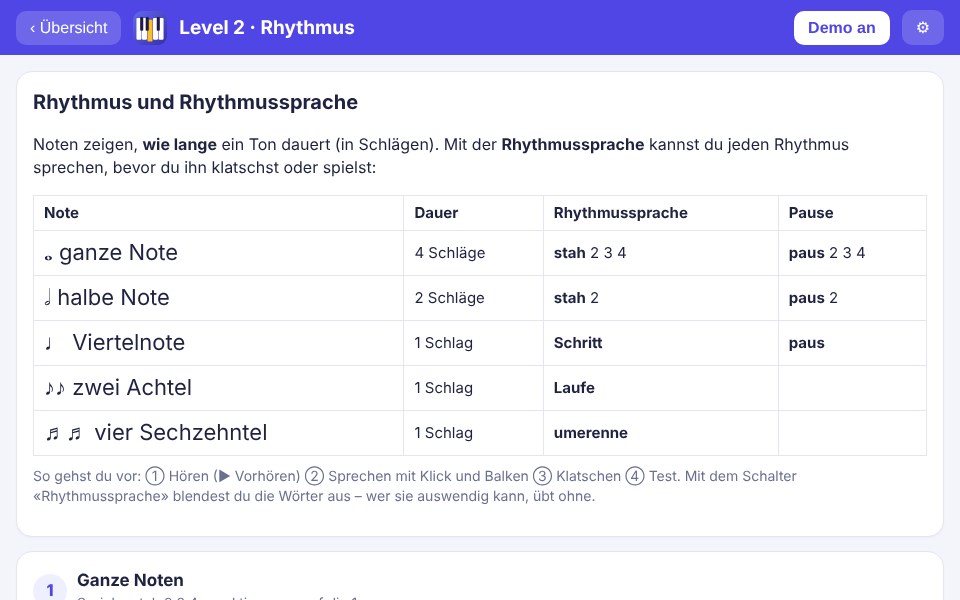 ‹ Übersicht
Level 2 · Rhythmus
Demo an
Rhythmus und Rhythmussprache
Noten zeigen, wie lange ein Ton dauert (in Schlägen). Mit der Rhythmussprache kannst du jeden Rhythmus
sprechen, bevor du ihn klatschst oder spielst:
Note Dauer Rhythmussprache Pause
𝅝 ganze Note 4 Schläge stah 2 3 4 paus 2 3 4
𝅗𝅥 halbe Note 2 Schläge stah 2 paus 2
♩ Viertelnote 1 Schlag Schritt paus
♪♪ zwei Achtel 1 Schlag Laufe
♬♬ vier Sechzehntel 1 Schlag umerenne
So gehst du vor: ① Hören (▶ Vorhören) ② Sprechen mit Klick und Balken ③ Klatschen ④ Test. Mit dem Schalter
«Rhythmussprache» blendest du die Wörter aus – wer sie auswendig kann, übt ohne.
1
Ganze Noten